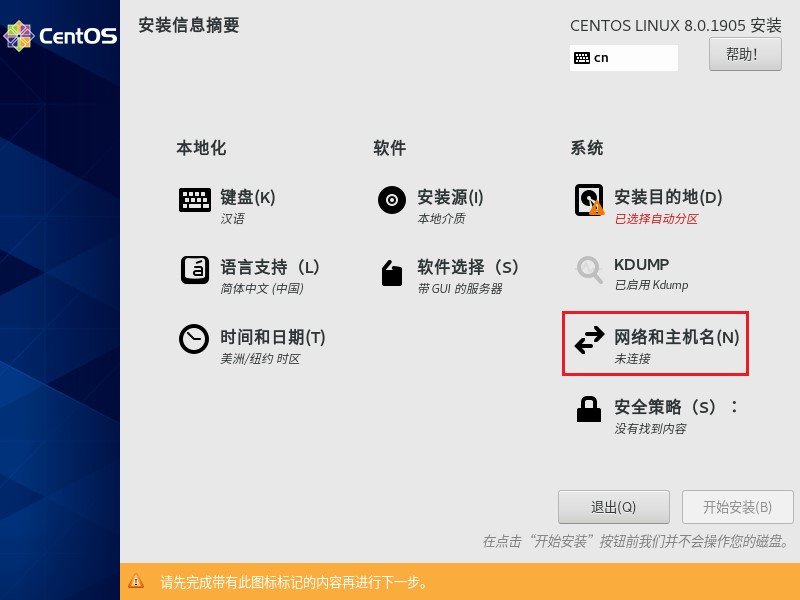 CentOS
安装信息摘要
CENTOS LINUX 8.0.1905 安装
cn
帮助!
本地化
软件
系统
键盘(K)
汉语
安装源(I)
本地介质
安装目的地(D)
已选择自动分区
语言支持（L）
简体中文 (中国)
软件选择（S）
带 GUI 的服务器
KDUMP
已启用 Kdump
时间和日期(T)
美洲/纽约 时区
网络和主机名(N)
未连接
安全策略（S）：
没有找到内容
退出(Q)
开始安装(B)
在点击“开始安装”按钮前我们并不会操作您的磁盘。
请先完成带有此图标标记的内容再进行下一步。